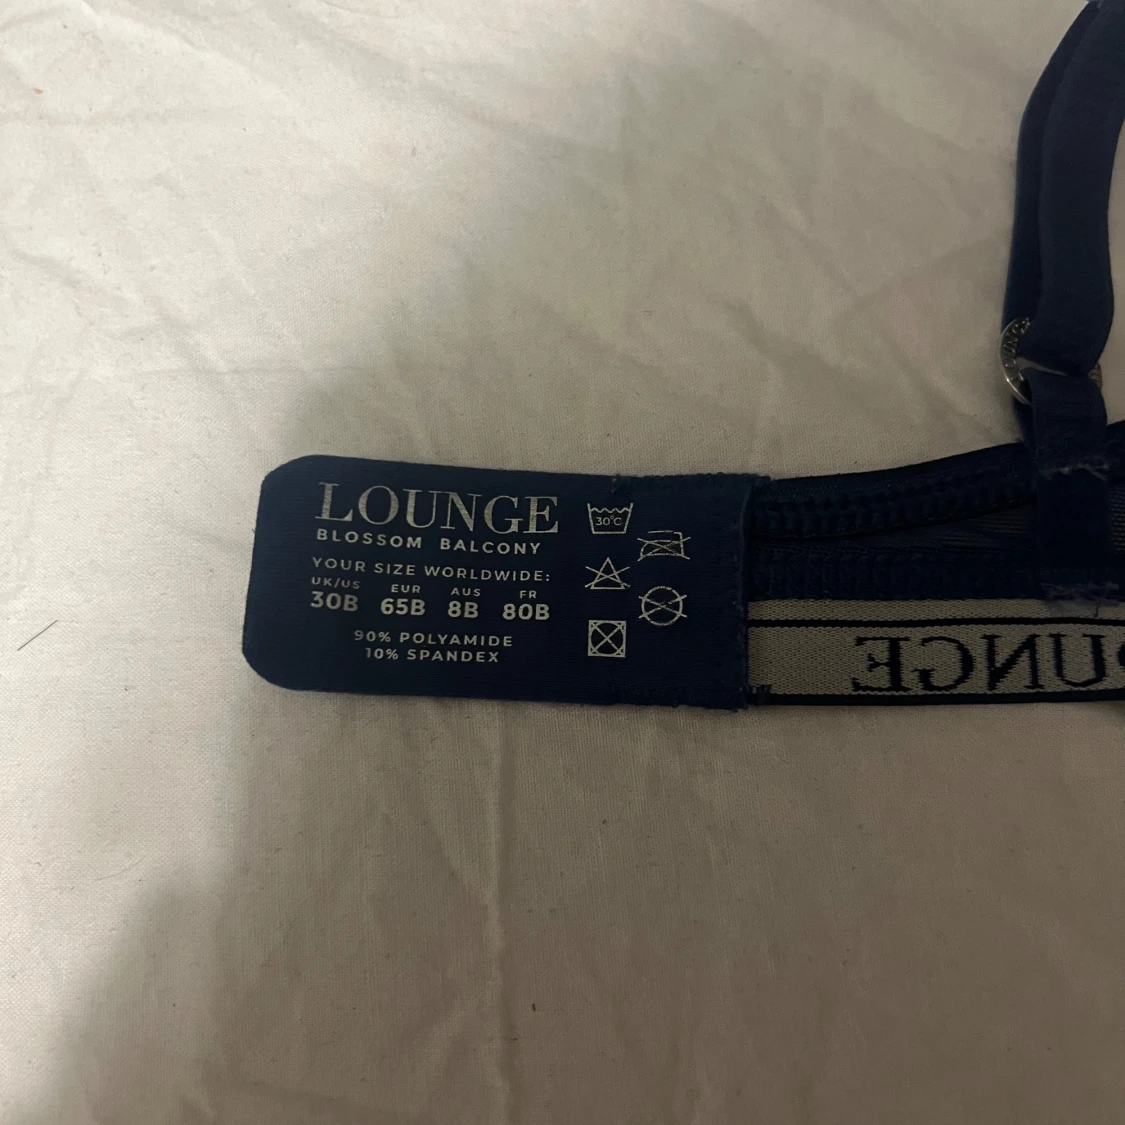 LOUNGE
BLOSSOM BALCONY
YOUR SIZE WORLDWIDE:
UK/US EUR AUS FR
30B 65B 8B 80B
90% POLYAMIDE
10% SPANDEX
30°C
OUNGE